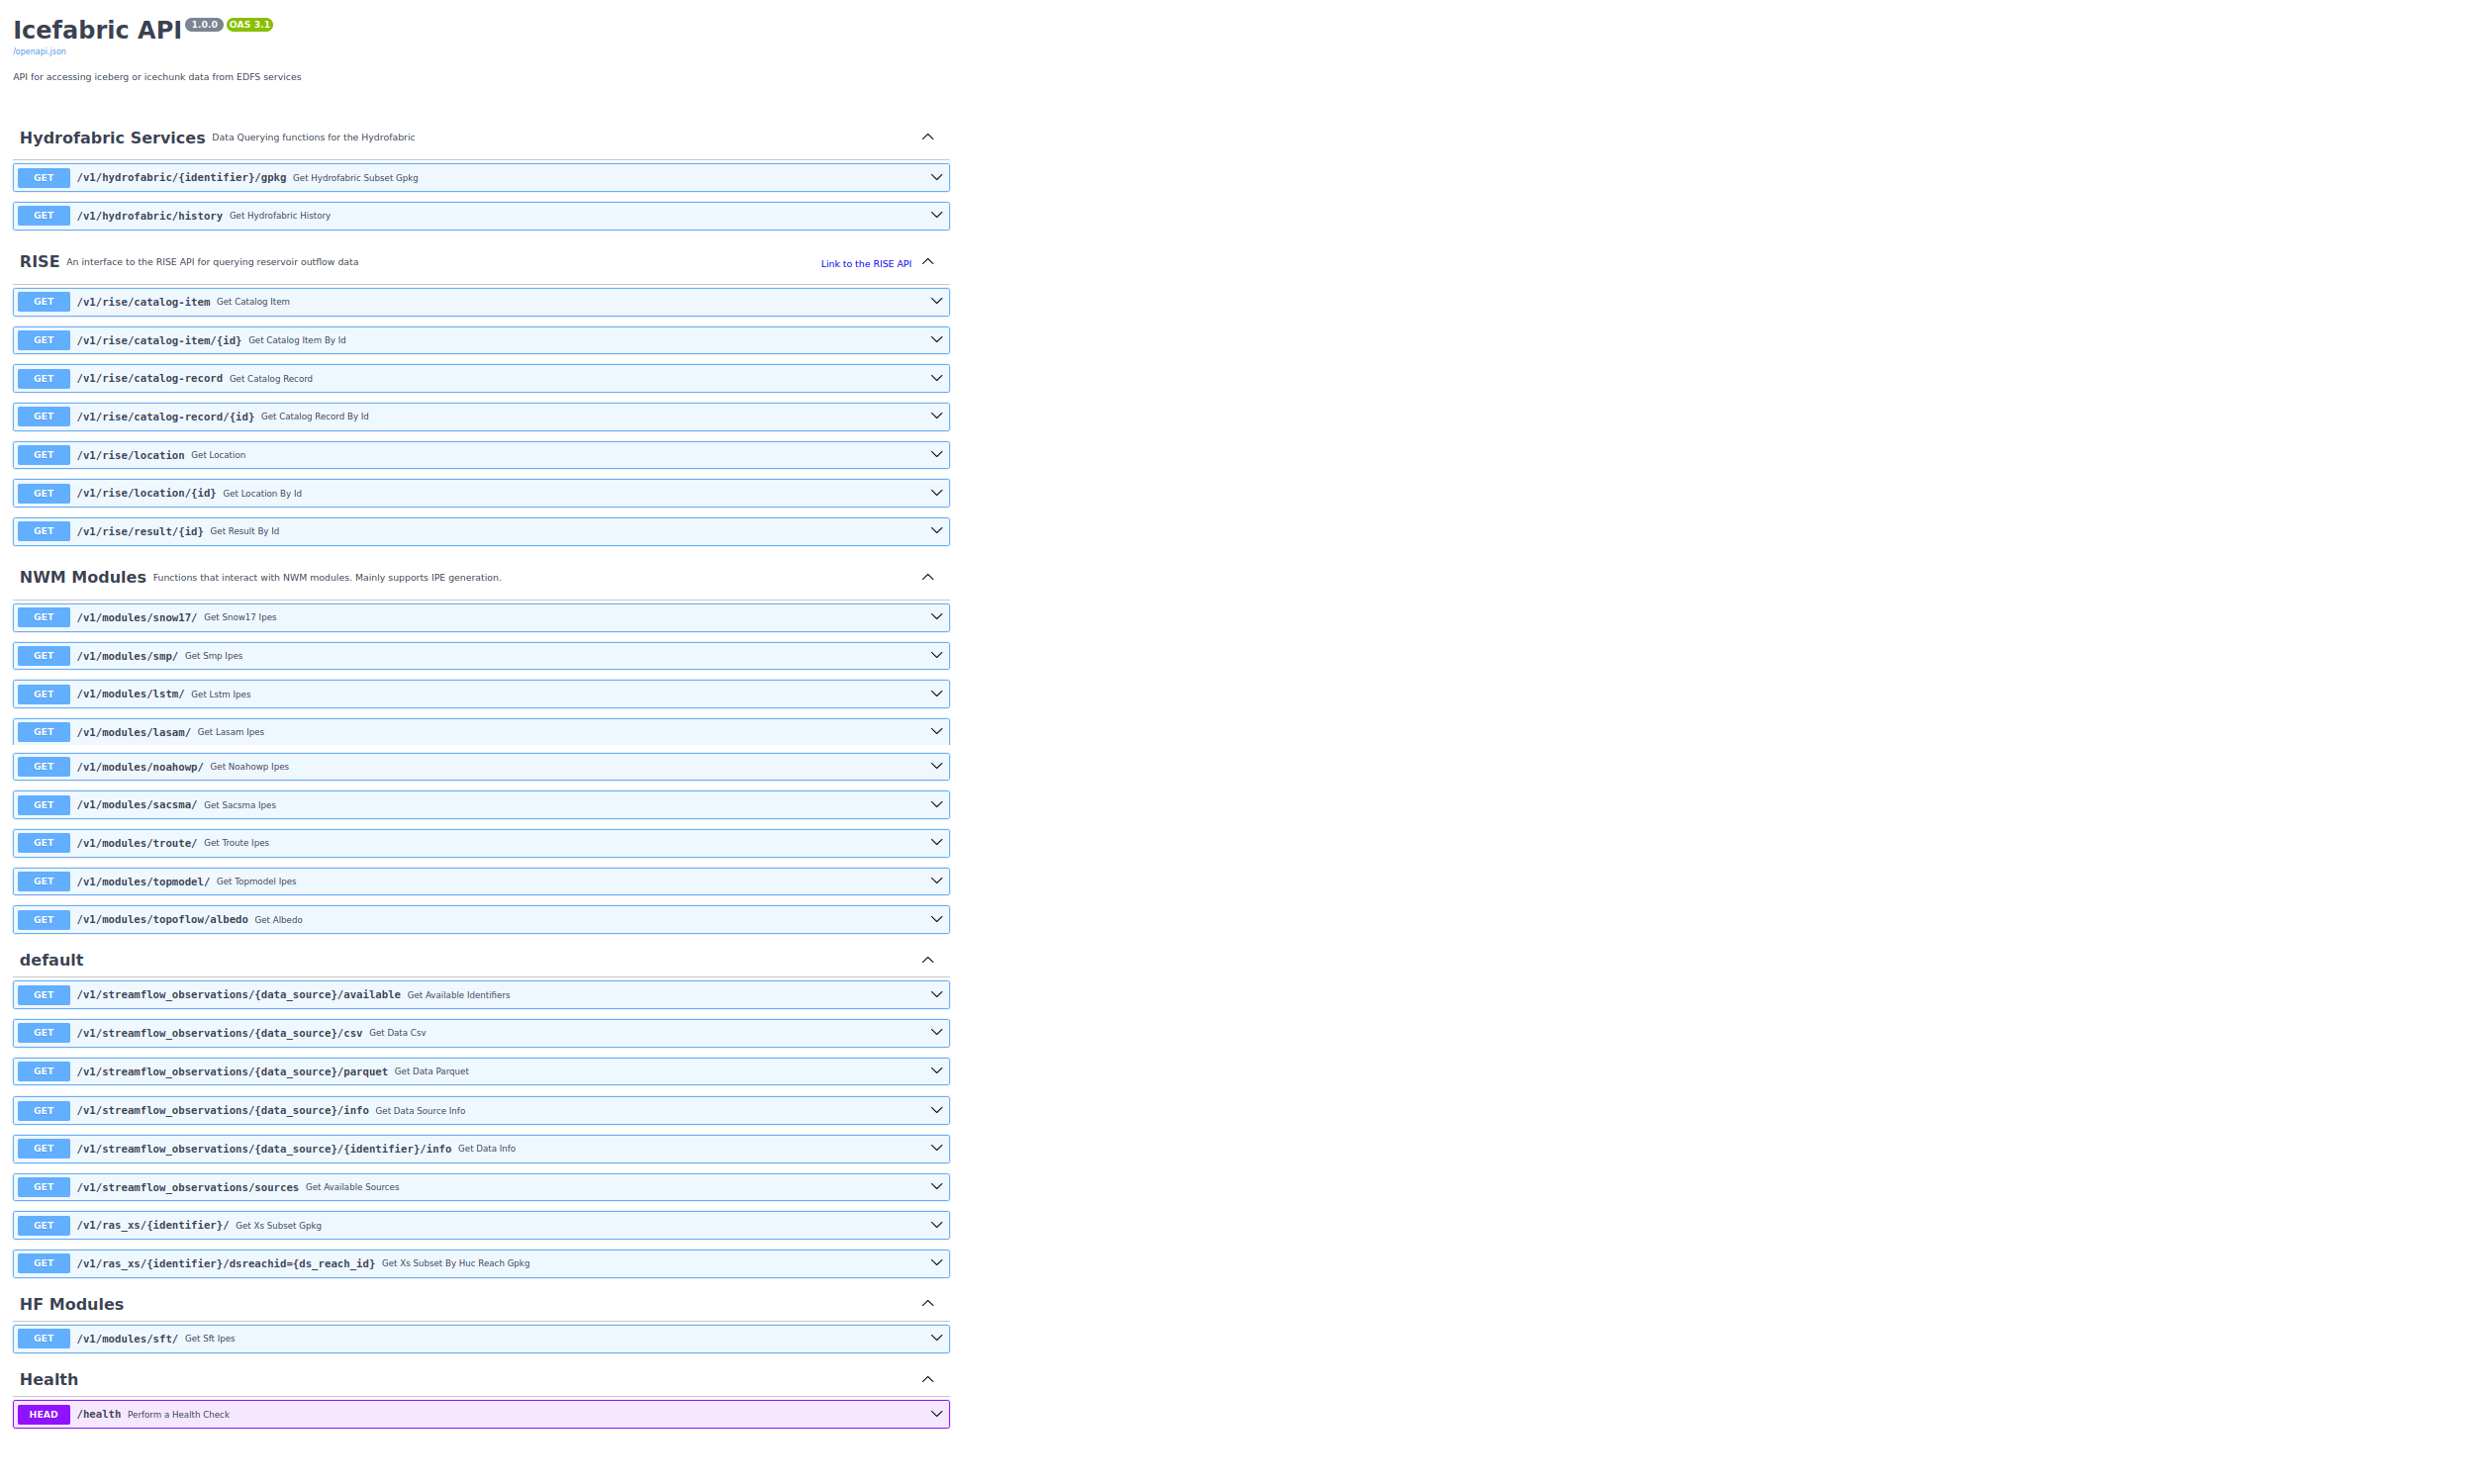 Icefabric API 1.0.0 OAS 3.1
/openapi.json
API for accessing iceberg or icechunk data from EDFS services
Hydrofabric Services Data Querying functions for the Hydrofabric
GET /v1/hydrofabric/{identifier}/gpkg Get Hydrofabric Subset Gpkg
GET /v1/hydrofabric/history Get Hydrofabric History
RISE An interface to the RISE API for querying reservoir outflow data Link to the RISE API
GET /v1/rise/catalog-item Get Catalog Item
GET /v1/rise/catalog-item/{id} Get Catalog Item By Id
GET /v1/rise/catalog-record Get Catalog Record
GET /v1/rise/catalog-record/{id} Get Catalog Record By Id
GET /v1/rise/location Get Location
GET /v1/rise/location/{id} Get Location By Id
GET /v1/rise/result/{id} Get Result By Id
NWM Modules Functions that interact with NWM modules. Mainly supports IPE generation.
GET /v1/modules/snow17/ Get Snow17 Ipes
GET /v1/modules/smp/ Get Smp Ipes
GET /v1/modules/lstm/ Get Lstm Ipes
GET /v1/modules/lasam/ Get Lasam Ipes
GET /v1/modules/noahowp/ Get Noahowp Ipes
GET /v1/modules/sacsma/ Get Sacsma Ipes
GET /v1/modules/troute/ Get Troute Ipes
GET /v1/modules/topmodel/ Get Topmodel Ipes
GET /v1/modules/topoflow/albedo Get Albedo
default
GET /v1/streamflow_observations/{data_source}/available Get Available Identifiers
GET /v1/streamflow_observations/{data_source}/csv Get Data Csv
GET /v1/streamflow_observations/{data_source}/parquet Get Data Parquet
GET /v1/streamflow_observations/{data_source}/info Get Data Source Info
GET /v1/streamflow_observations/{data_source}/{identifier}/info Get Data Info
GET /v1/streamflow_observations/sources Get Available Sources
GET /v1/ras_xs/{identifier}/ Get Xs Subset Gpkg
GET /v1/ras_xs/{identifier}/dsreachid={ds_reach_id} Get Xs Subset By Huc Reach Gpkg
HF Modules
GET /v1/modules/sft/ Get Sft Ipes
Health
HEAD /health Perform a Health Check